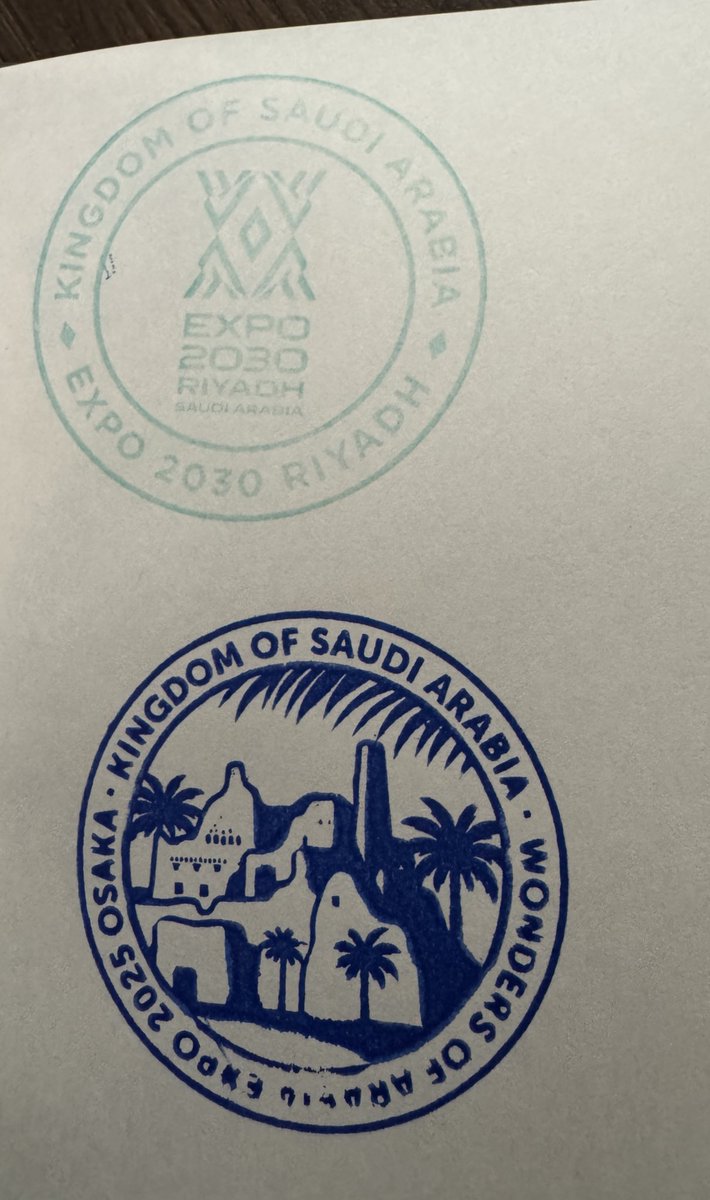 KINGDOM OF SAUDI ARABIA
EXPO
2030
RIYADH
SAUDI ARABIA
EXPO 2030 RIYADH
KINGDOM OF SAUDI ARABIA · WONDERS OF
EXPO 2025 OSAKA ·